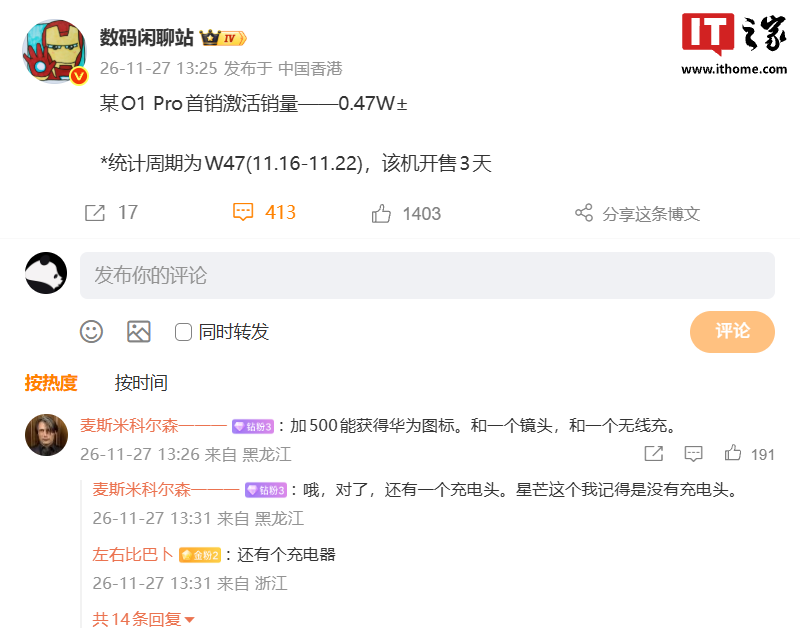 数码闲聊站 IV
26-11-27 13:25 发布于 中国香港
IT之家
www.ithome.com
某O1 Pro首销激活销量——0.47W±
*统计周期为W47(11.16-11.22)，该机开售3天
17 413 1403 分享这条博文
发布你的评论
同时转发 评论
按热度 按时间
麦斯米科尔森——— 钻粉3：加500能获得华为图标。和一个镜头，和一个无线充。
26-11-27 13:26 来自 黑龙江 191
麦斯米科尔森——— 钻粉3：哦，对了，还有一个充电头。星芒这个我记得是没有充电头。
26-11-27 13:31 来自 黑龙江
左右比巴卜 金粉2：还有个充电器
26-11-27 13:31 来自 浙江
共14条回复